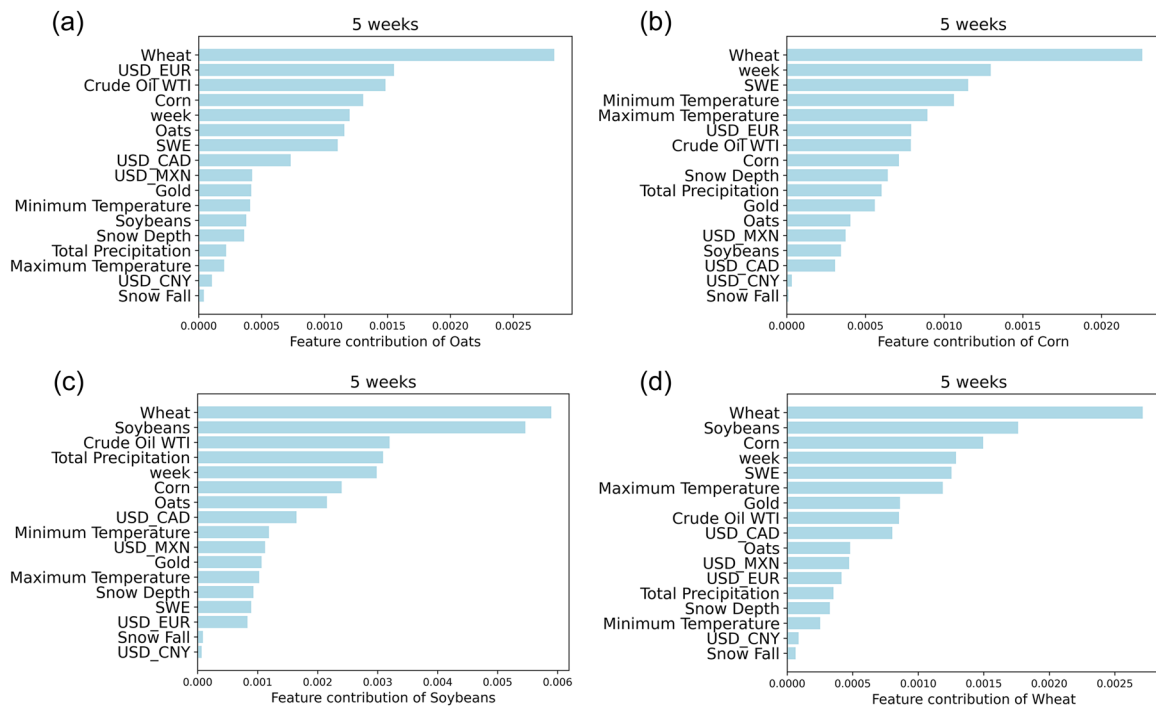 (a)
5 weeks
Wheat
USD_EUR
Crude Oil WTI
Corn
week
Oats
SWE
USD_CAD
USD_MXN
Gold
Minimum Temperature
Soybeans
Snow Depth
Total Precipitation
Maximum Temperature
USD_CNY
Snow Fall
0.0000 0.0005 0.0010 0.0015 0.0020 0.0025
Feature contribution of Oats
(b)
5 weeks
Wheat
week
SWE
Minimum Temperature
Maximum Temperature
USD_EUR
Crude Oil WTI
Corn
Snow Depth
Total Precipitation
Gold
Oats
USD_MXN
Soybeans
USD_CAD
USD_CNY
Snow Fall
0.0000 0.0005 0.0010 0.0015 0.0020
Feature contribution of Corn
(c)
5 weeks
Wheat
Soybeans
Crude Oil WTI
Total Precipitation
week
Corn
Oats
USD_CAD
Minimum Temperature
USD_MXN
Gold
Maximum Temperature
Snow Depth
SWE
USD_EUR
Snow Fall
USD_CNY
0.000 0.001 0.002 0.003 0.004 0.005 0.006
Feature contribution of Soybeans
(d)
5 weeks
Wheat
Soybeans
Corn
week
SWE
Maximum Temperature
Gold
Crude Oil WTI
USD_CAD
Oats
USD_MXN
USD_EUR
Total Precipitation
Snow Depth
Minimum Temperature
USD_CNY
Snow Fall
0.0000 0.0005 0.0010 0.0015 0.0020 0.0025
Feature contribution of Wheat